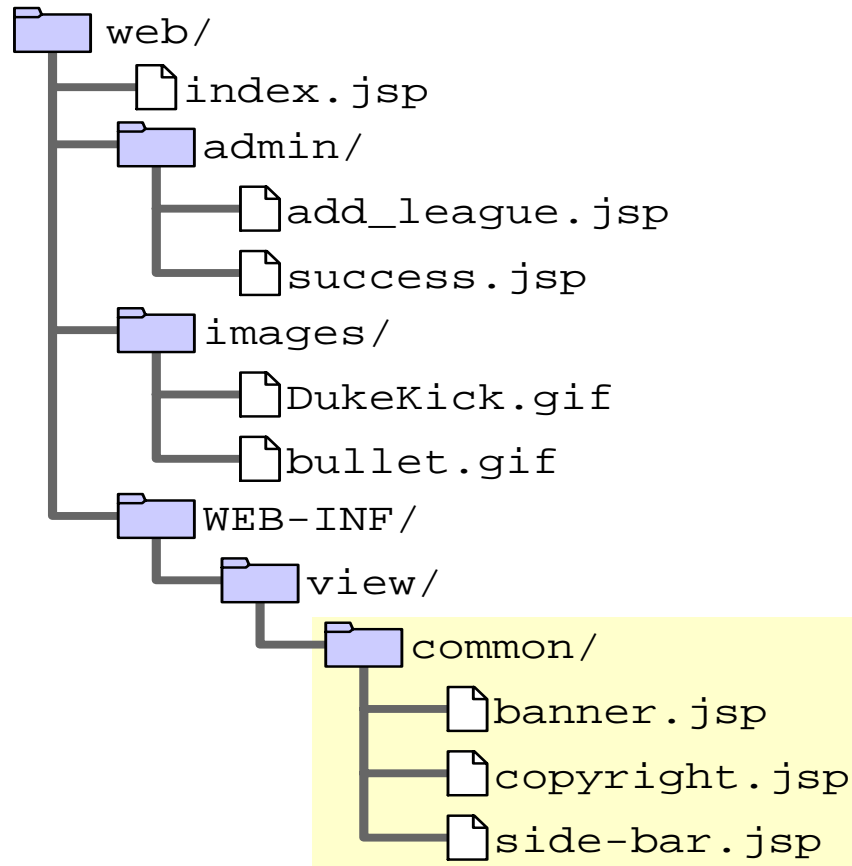 web/
index.jsp
admin/
add_league.jsp
success.jsp
images/
DukeKick.gif
bullet.gif
WEB-INF/
view/
common/
banner.jsp
copyright.jsp
side-bar.jsp